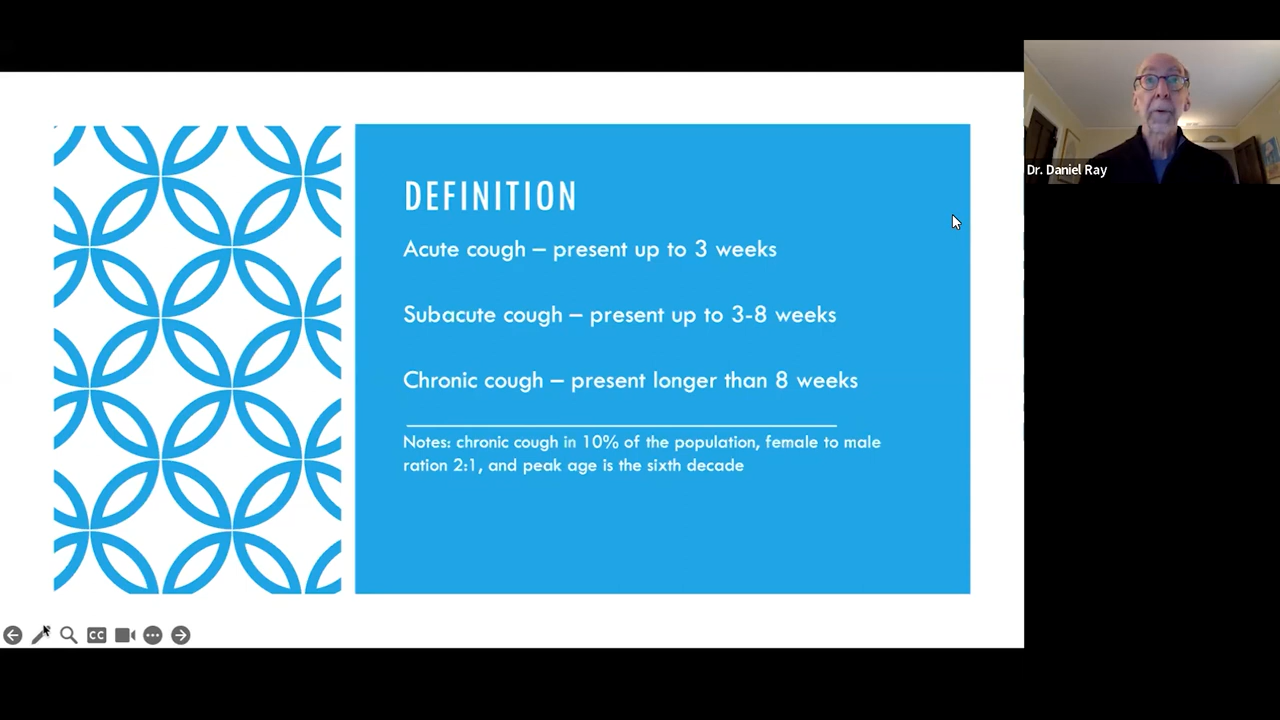 DEFINITION
Acute cough – present up to 3 weeks
Subacute cough – present up to 3-8 weeks
Chronic cough – present longer than 8 weeks
Notes: chronic cough in 10% of the population, female to male
ration 2:1, and peak age is the sixth decade
Dr. Daniel Ray
CC